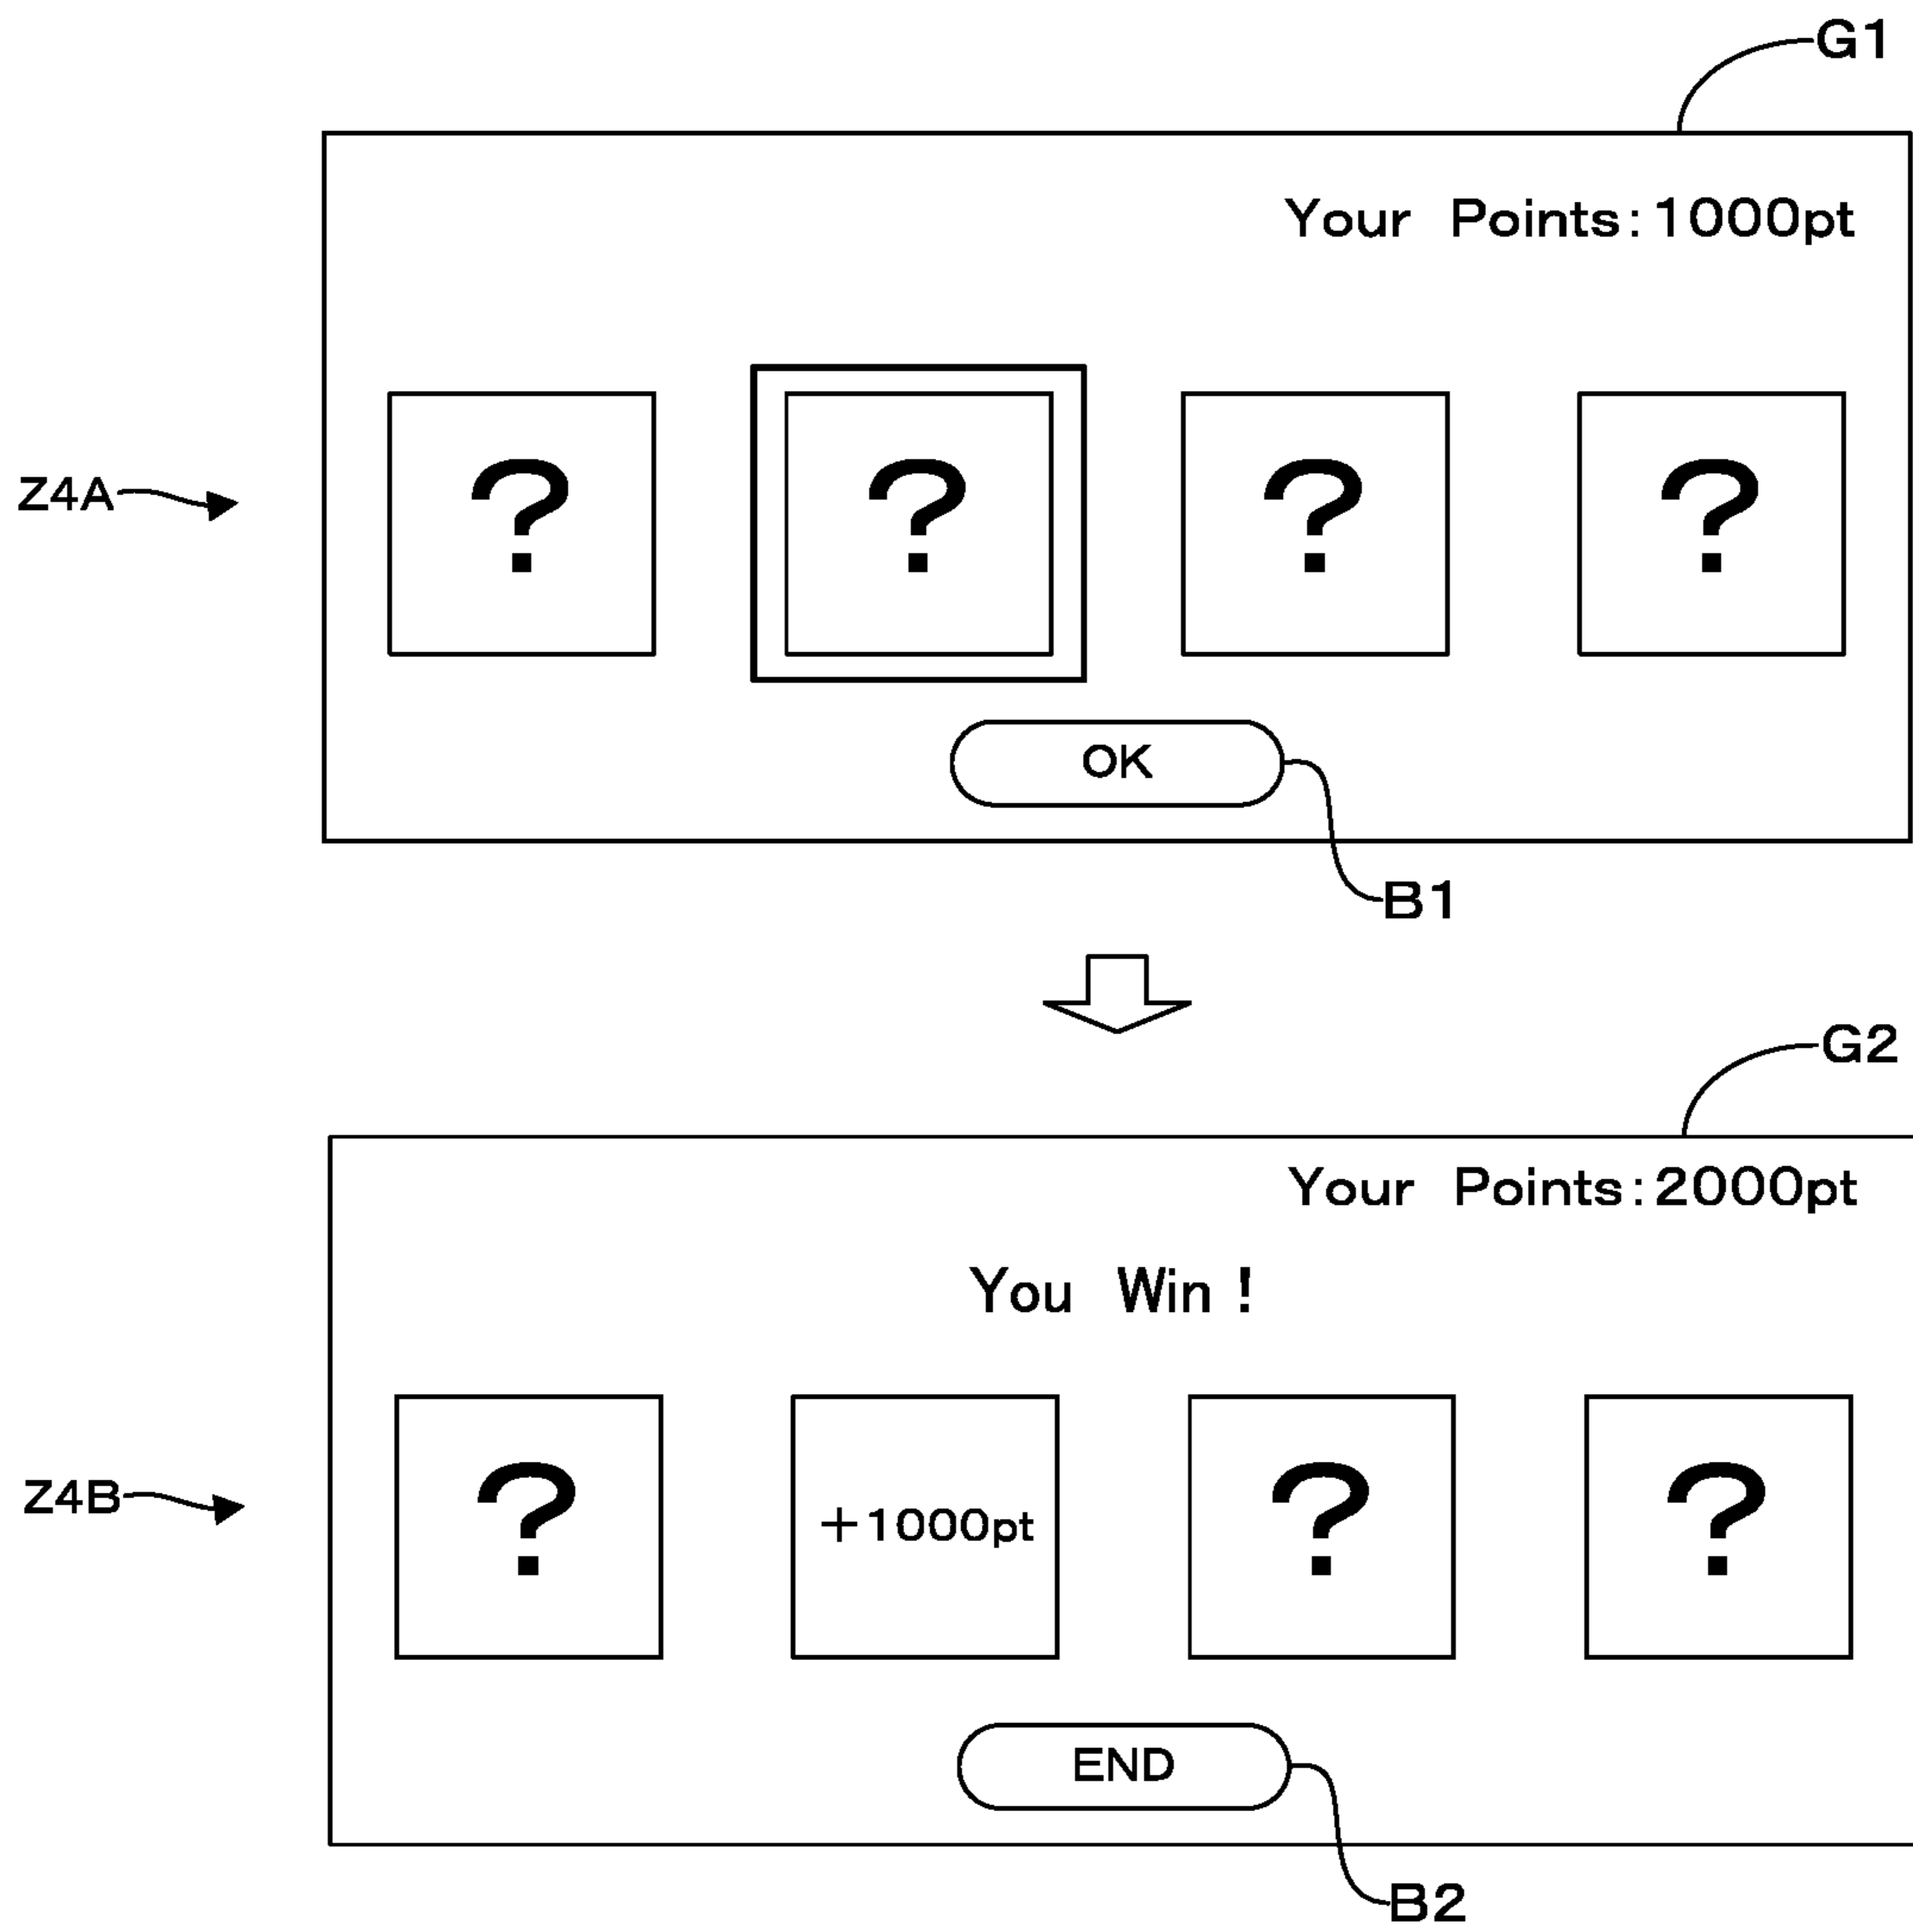 G1
Your Points:1000pt
Z4A
? ? ? ?
OK
B1
G2
Your Points:2000pt
You Win!
Z4B
? +1000pt ? ?
END
B2